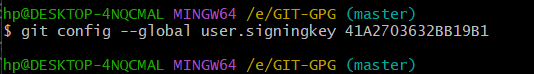 hp@DESKTOP-4NQCMAL MINGW64 /e/GIT-GPG (master)
$ git config --global user.signingkey 41A2703632BB19B1
hp@DESKTOP-4NQCMAL MINGW64 /e/GIT-GPG (master)